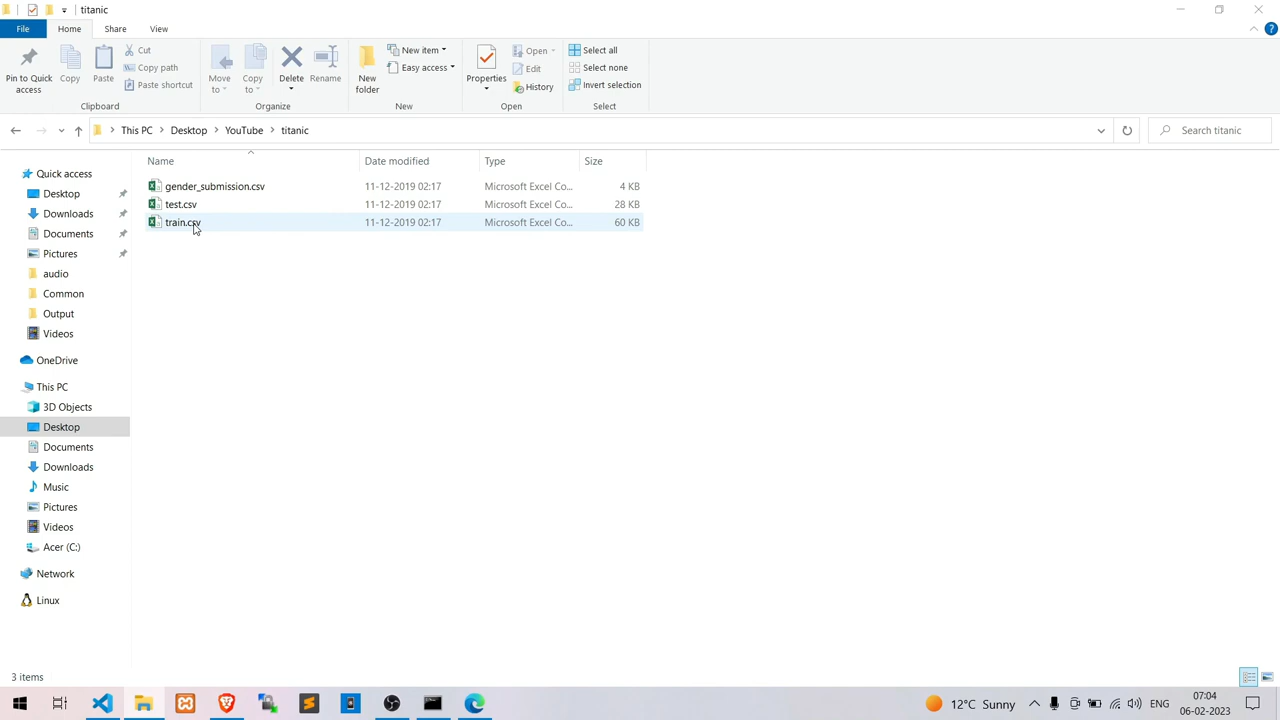 titanic
File Home Share View
Pin to Quick access
Copy
Paste
Cut
Copy path
Paste shortcut
Clipboard
Move to
Copy to
Delete
Rename
Organize
New folder
New item
Easy access
New
Properties
Open
Edit
History
Open
Select all
Select none
Invert selection
Select
This PC > Desktop > YouTube > titanic
Search titanic
Name Date modified Type Size
gender_submission.csv 11-12-2019 02:17 Microsoft Excel Co... 4 KB
test.csv 11-12-2019 02:17 Microsoft Excel Co... 28 KB
train.csv 11-12-2019 02:17 Microsoft Excel Co... 60 KB
Quick access
Desktop
Downloads
Documents
Pictures
audio
Common
Output
Videos
OneDrive
This PC
3D Objects
Desktop
Documents
Downloads
Music
Pictures
Videos
Acer (C:)
Network
Linux
3 items
12°C Sunny
ENG
07:04
06-02-2023